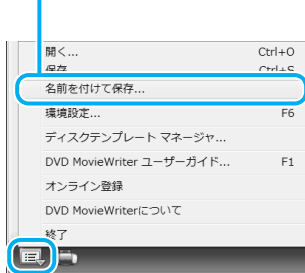 開く... Ctrl+O
保存 Ctrl+S
名前を付けて保存...
環境設定... F6
ディスクテンプレート マネージャ...
DVD MovieWriter ユーザーガイド... F1
オンライン登録
DVD MovieWriterについて
終了